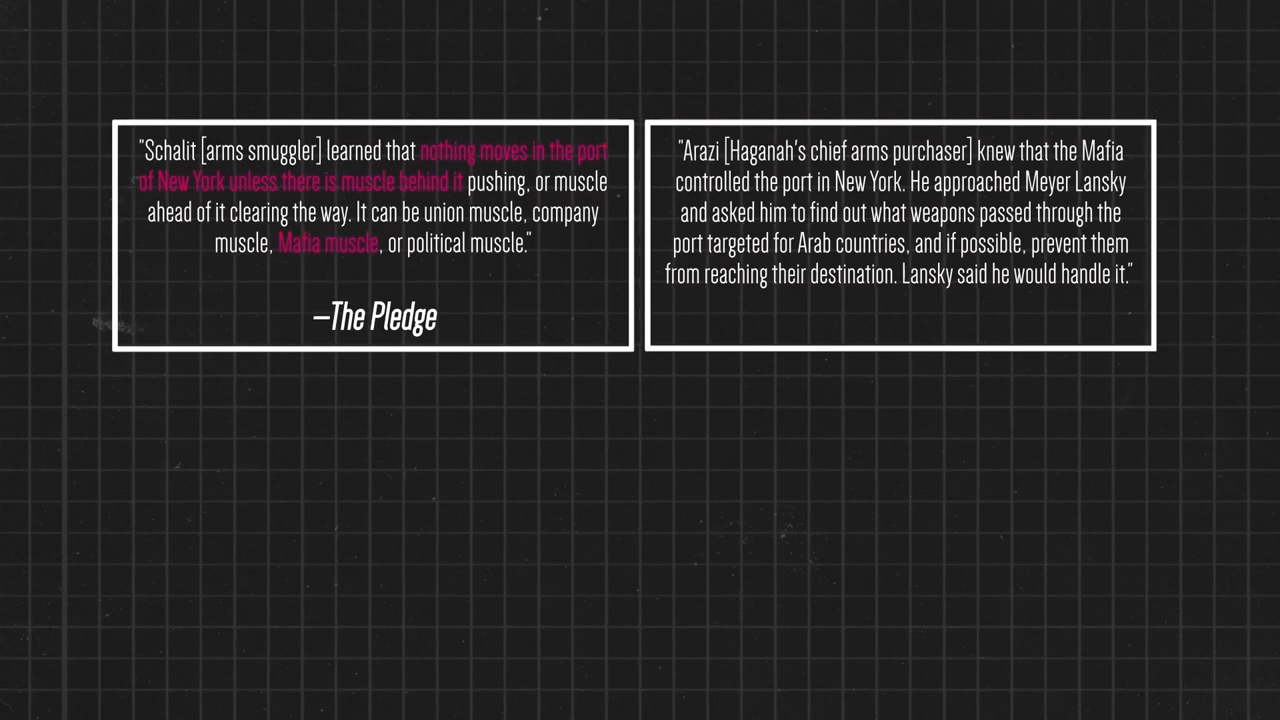 "Schalit [arms smuggler] learned that nothing moves in the port
of New York unless there is muscle behind it pushing, or muscle
ahead of it clearing the way. It can be union muscle, company
muscle, Mafia muscle, or political muscle."
—The Pledge
"Arazi [Haganah's chief arms purchaser] knew that the Mafia
controlled the port in New York. He approached Meyer Lansky
and asked him to find out what weapons passed through the
port targeted for Arab countries, and if possible, prevent them
from reaching their destination. Lansky said he would handle it."